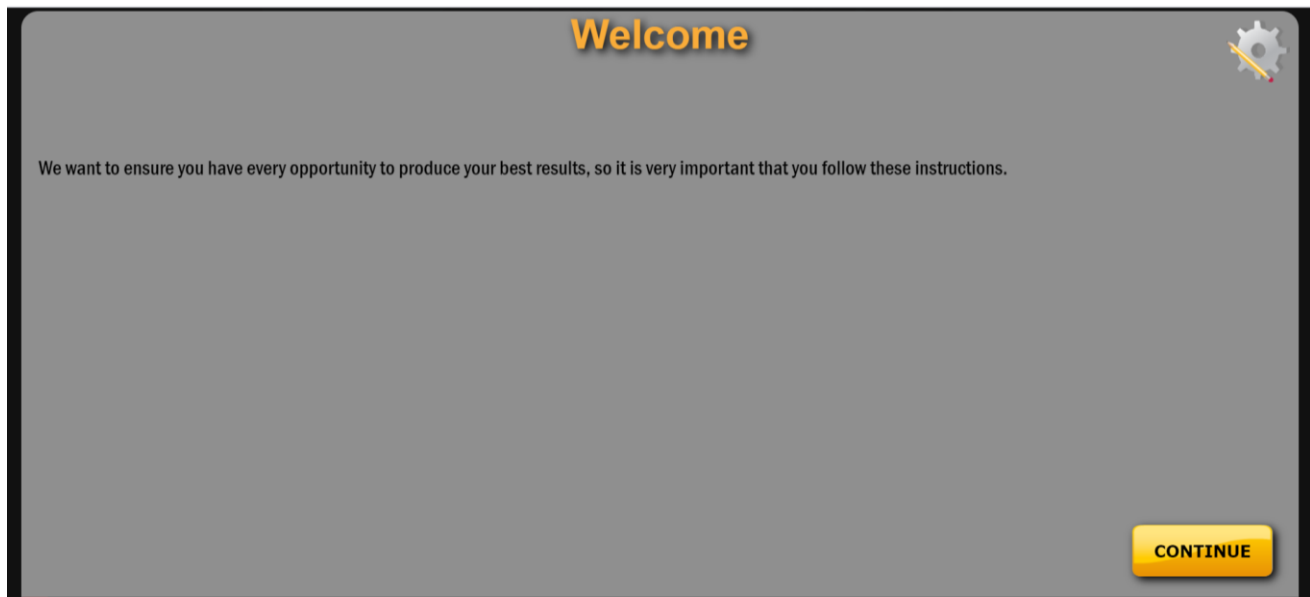 Welcome
We want to ensure you have every opportunity to produce your best results, so it is very important that you follow these instructions.
CONTINUE